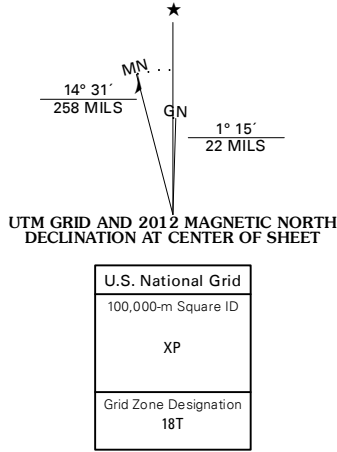 ★
MN
14° 31´
258 MILS
GN
1° 15´
22 MILS
UTM GRID AND 2012 MAGNETIC NORTH
DECLINATION AT CENTER OF SHEET
U.S. National Grid
100,000-m Square ID
XP
Grid Zone Designation
18T